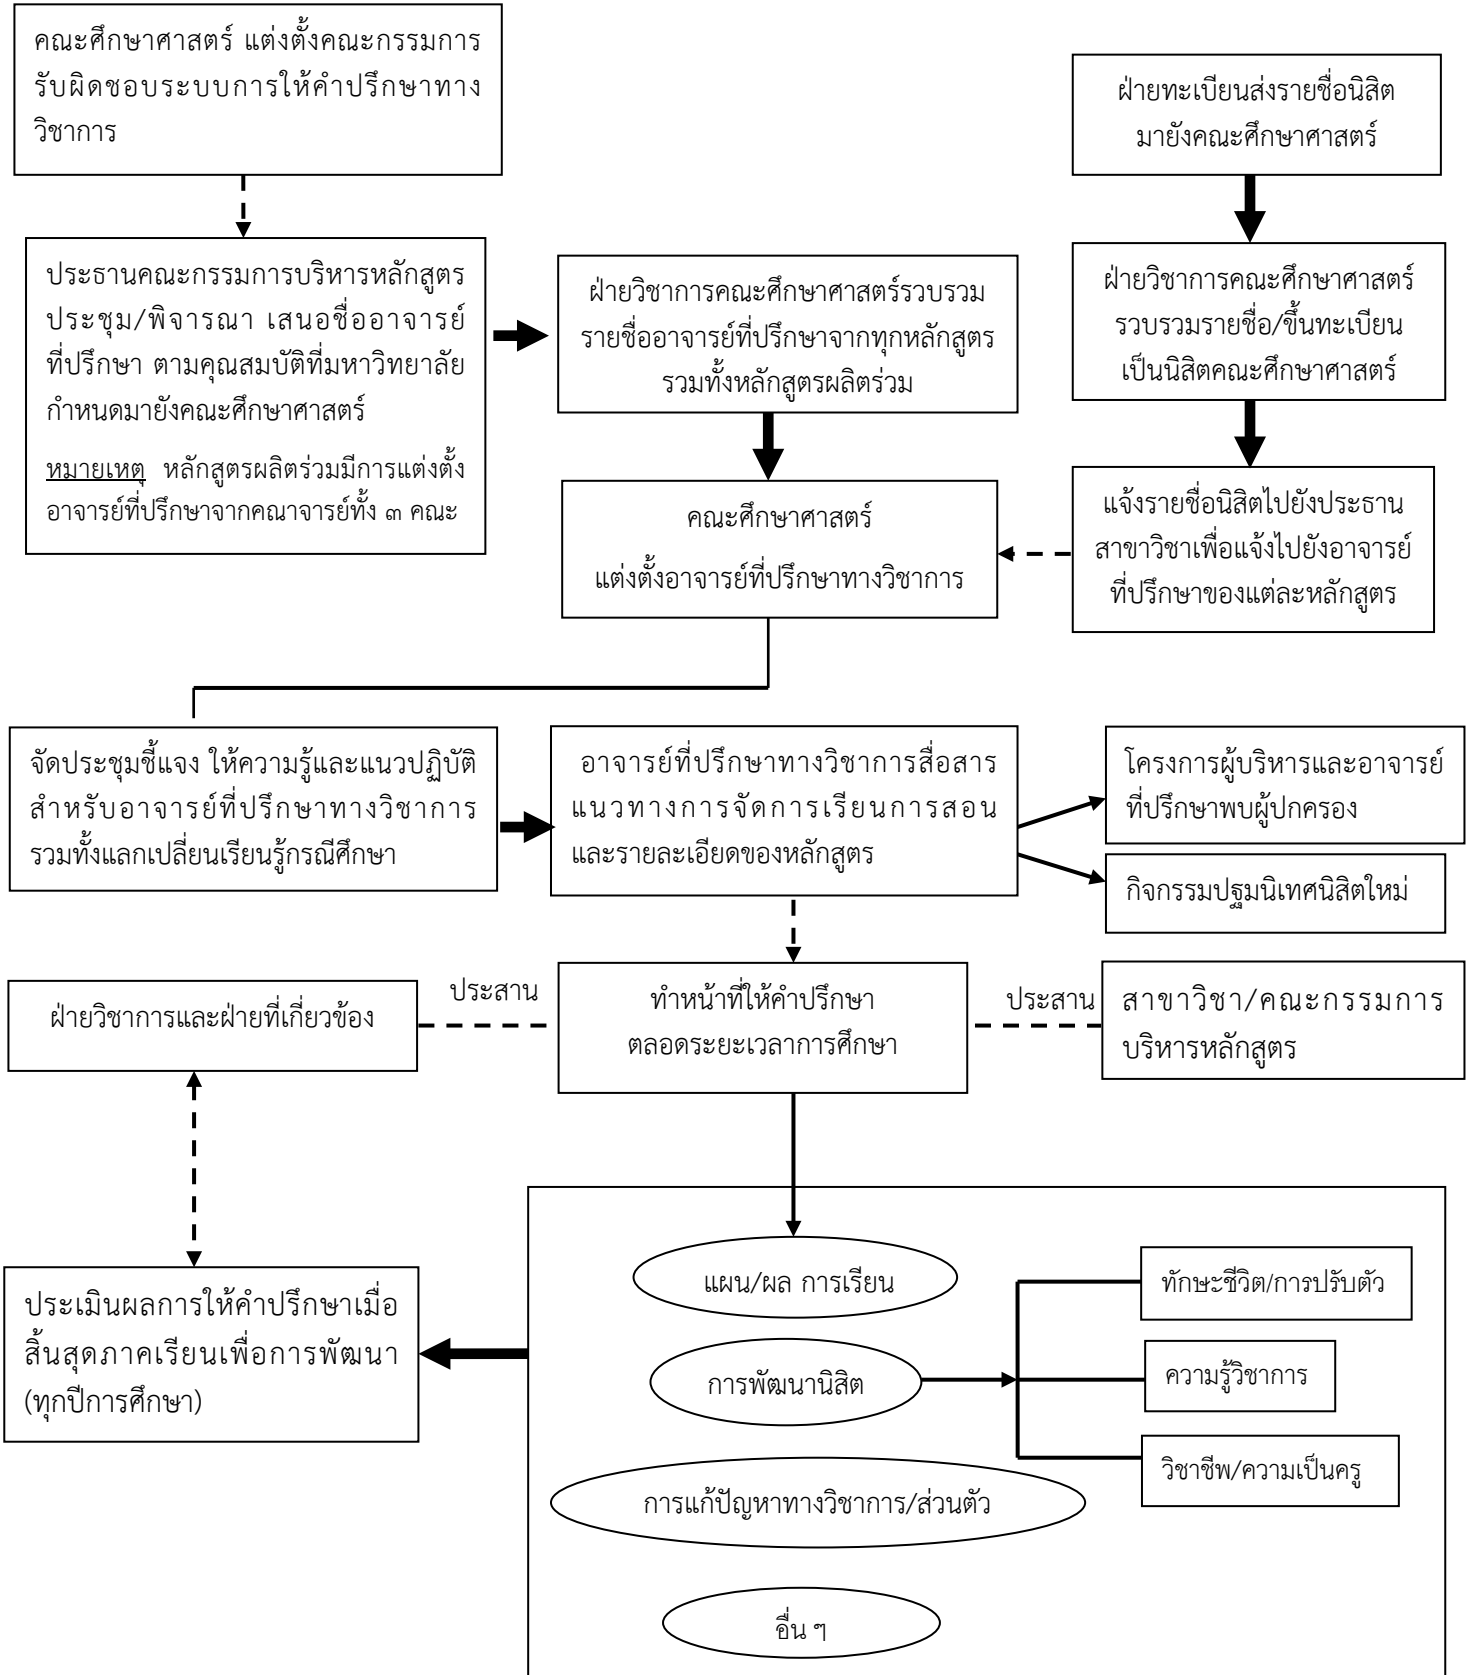 คณะศึกษาศาสตร์ แต่งตั้งคณะกรรมการ
รับผิดชอบระบบการให้คำปรึกษาทาง
วิชาการ
ฝ่ายทะเบียนส่งรายชื่อนิสิต
มายังคณะศึกษาศาสตร์
ประธานคณะกรรมการบริหารหลักสูตร
ประชุม/พิจารณา เสนอชื่ออาจารย์
ที่ปรึกษา ตามคุณสมบัติที่มหาวิทยาลัย
กำหนดมายังคณะศึกษาศาสตร์
หมายเหตุ หลักสูตรผลิตร่วมมีการแต่งตั้ง
อาจารย์ที่ปรึกษาจากคณาจารย์ทั้ง ๓ คณะ
ฝ่ายวิชาการคณะศึกษาศาสตร์รวบรวม
รายชื่ออาจารย์ที่ปรึกษาจากทุกหลักสูตร
รวมทั้งหลักสูตรผลิตร่วม
ฝ่ายวิชาการคณะศึกษาศาสตร์
รวบรวมรายชื่อ/ขึ้นทะเบียน
เป็นนิสิตคณะศึกษาศาสตร์
คณะศึกษาศาสตร์
แต่งตั้งอาจารย์ที่ปรึกษาทางวิชาการ
แจ้งรายชื่อนิสิตไปยังประธาน
สาขาวิชาเพื่อแจ้งไปยังอาจารย์
ที่ปรึกษาของแต่ละหลักสูตร
จัดประชุมชี้แจง ให้ความรู้และแนวปฏิบัติ
สำหรับอาจารย์ที่ปรึกษาทางวิชาการ
รวมทั้งแลกเปลี่ยนเรียนรู้กรณีศึกษา
อาจารย์ที่ปรึกษาทางวิชาการสื่อสาร
แนวทางการจัดการเรียนการสอน
และรายละเอียดของหลักสูตร
โครงการผู้บริหารและอาจารย์
ที่ปรึกษาพบผู้ปกครอง
กิจกรรมปฐมนิเทศนิสิตใหม่
ฝ่ายวิชาการและฝ่ายที่เกี่ยวข้อง
ประสาน
ทำหน้าที่ให้คำปรึกษา
ตลอดระยะเวลาการศึกษา
ประสาน
สาขาวิชา/คณะกรรมการ
บริหารหลักสูตร
ประเมินผลการให้คำปรึกษาเมื่อ
สิ้นสุดภาคเรียนเพื่อการพัฒนา
(ทุกปีการศึกษา)
แผน/ผล การเรียน
การพัฒนานิสิต
การแก้ปัญหาทางวิชาการ/ส่วนตัว
อื่น ๆ
ทักษะชีวิต/การปรับตัว
ความรู้วิชาการ
วิชาชีพ/ความเป็นครู